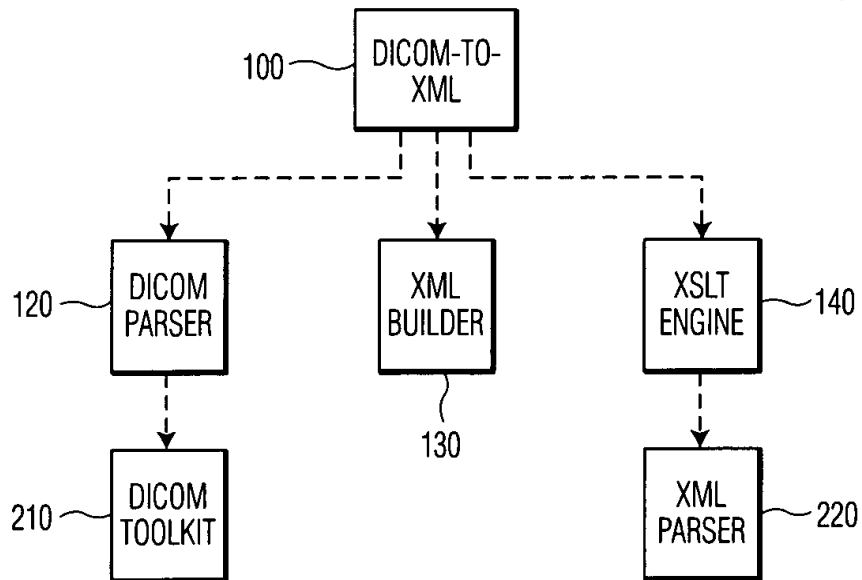 100
DICOM-TO-
XML
120
DICOM
PARSER
XML
BUILDER
130
XSLT
ENGINE
140
210
DICOM
TOOLKIT
XML
PARSER
220